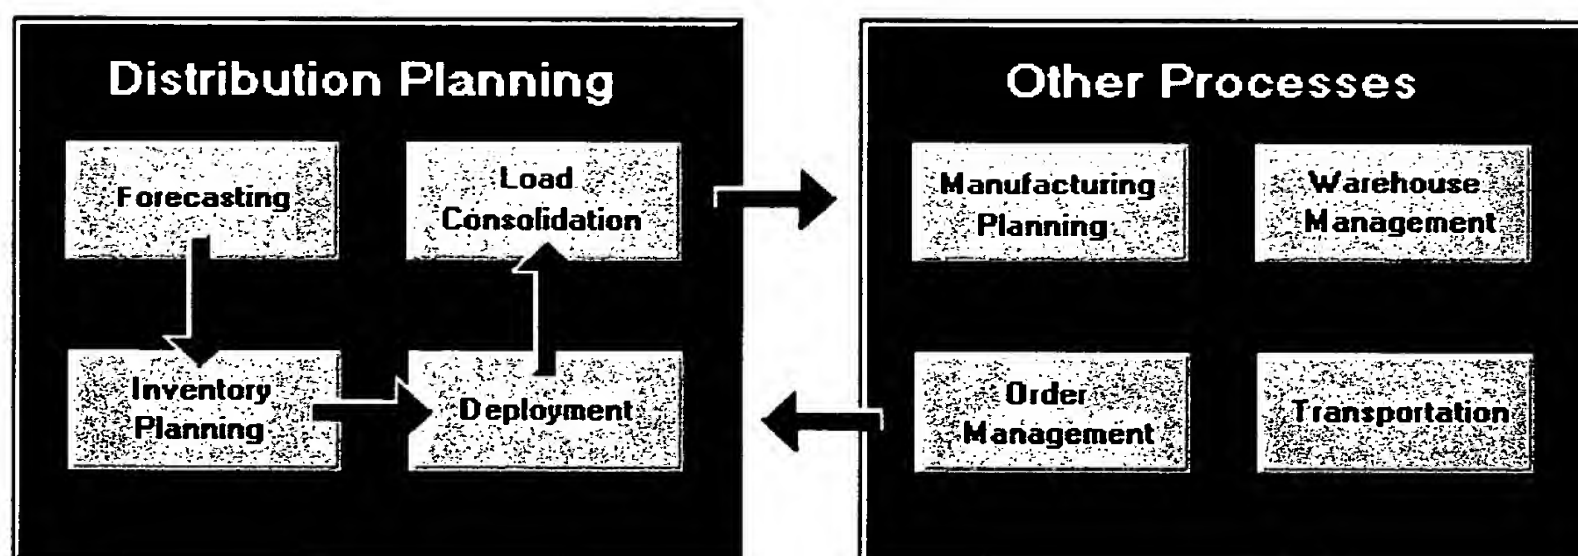 Distribution Planning
Forecasting
Load
Consolidation
Inventory
Planning
Deployment
Other Processes
Manufacturing
Planning
Warehouse
Management
Order
Management
Transportation